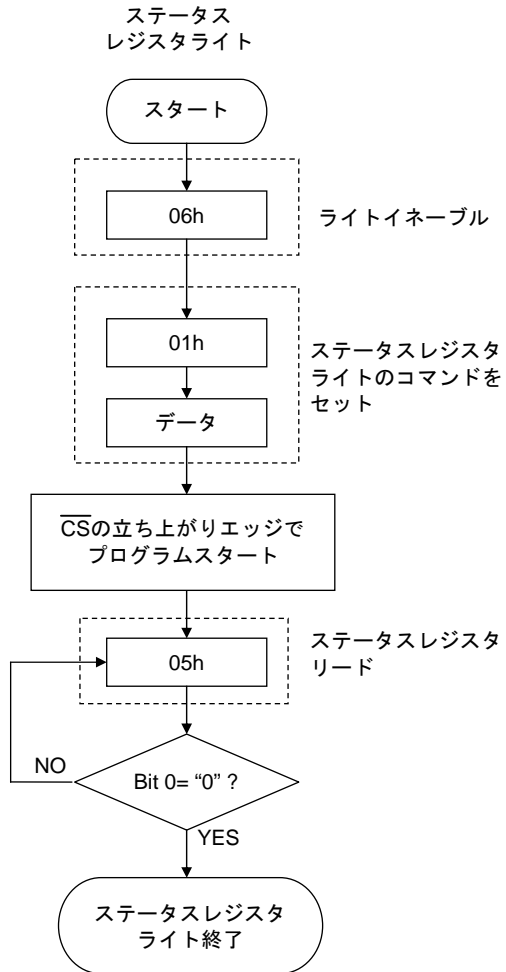 ステータス
レジスタライト
スタート
06h
ライトイネーブル
01h
データ
ステータスレジスタ
ライトのコマンドを
セット
CSの立ち上がりエッジで
プログラムスタート
05h
ステータスレジスタ
リード
Bit 0= “0” ?
NO
YES
ステータスレジスタ
ライト終了